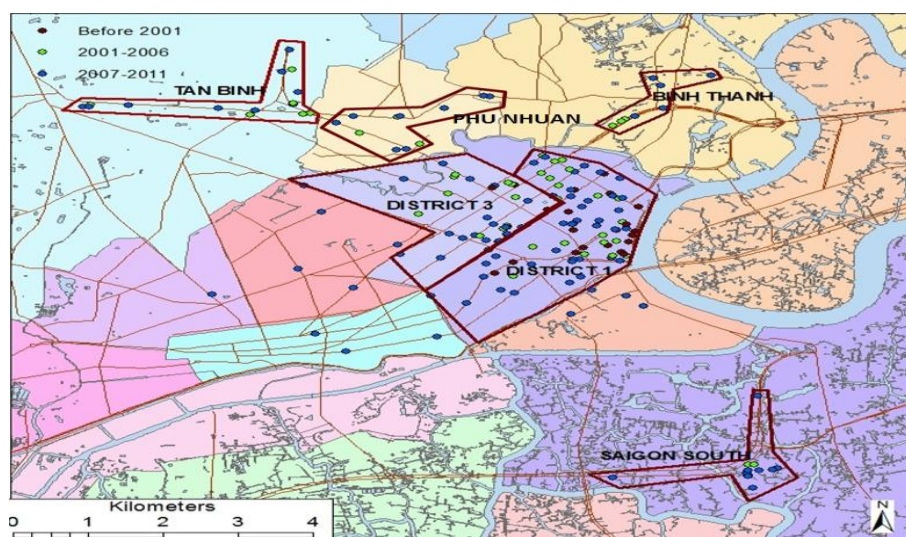 Before 2001
2001-2006
2007-2011
TAN BINH
BINH THANH
PHU NHUAN
DISTRICT 3
DISTRICT 1
SAIGON SOUTH
Kilometers
0 1 2 3 4
N